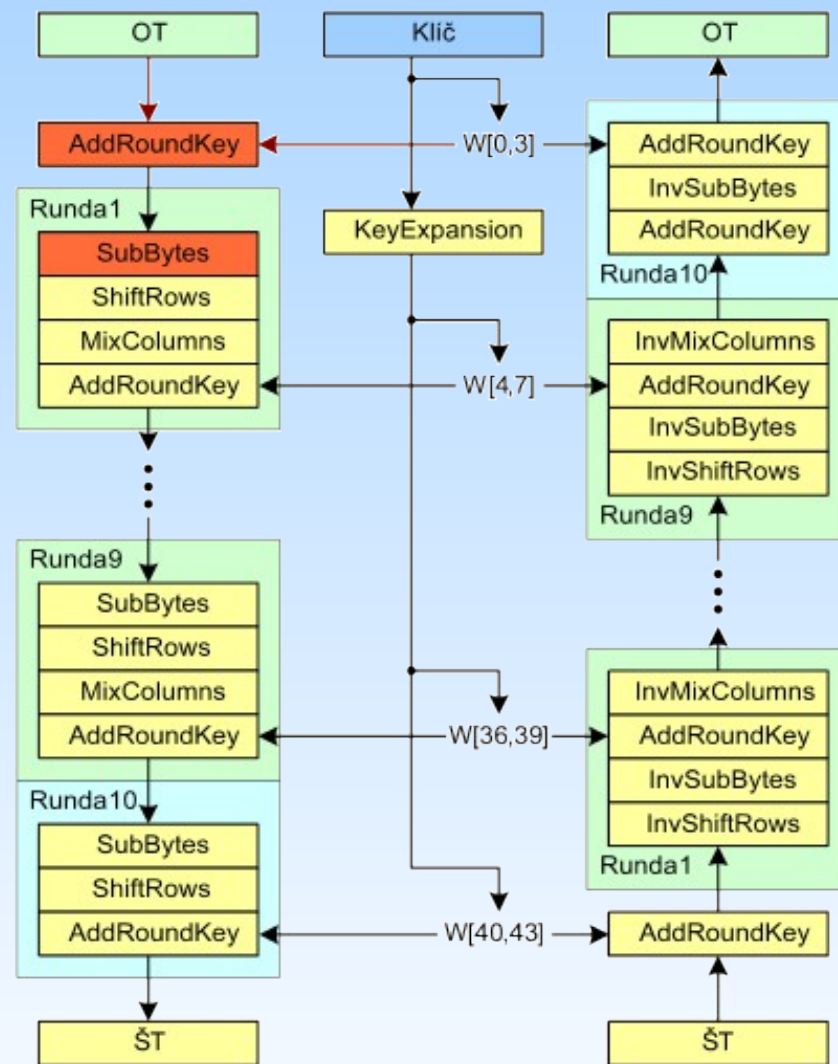 OT
AddRoundKey
Runda1
SubBytes
ShiftRows
MixColumns
AddRoundKey
Runda9
SubBytes
ShiftRows
MixColumns
AddRoundKey
Runda10
SubBytes
ShiftRows
AddRoundKey
ŠT
Klíč
W[0,3]
KeyExpansion
W[4,7]
W[36,39]
W[40,43]
OT
AddRoundKey
InvSubBytes
AddRoundKey
Runda10
InvMixColumns
AddRoundKey
InvSubBytes
InvShiftRows
Runda9
InvMixColumns
AddRoundKey
InvSubBytes
InvShiftRows
Runda1
AddRoundKey
ŠT